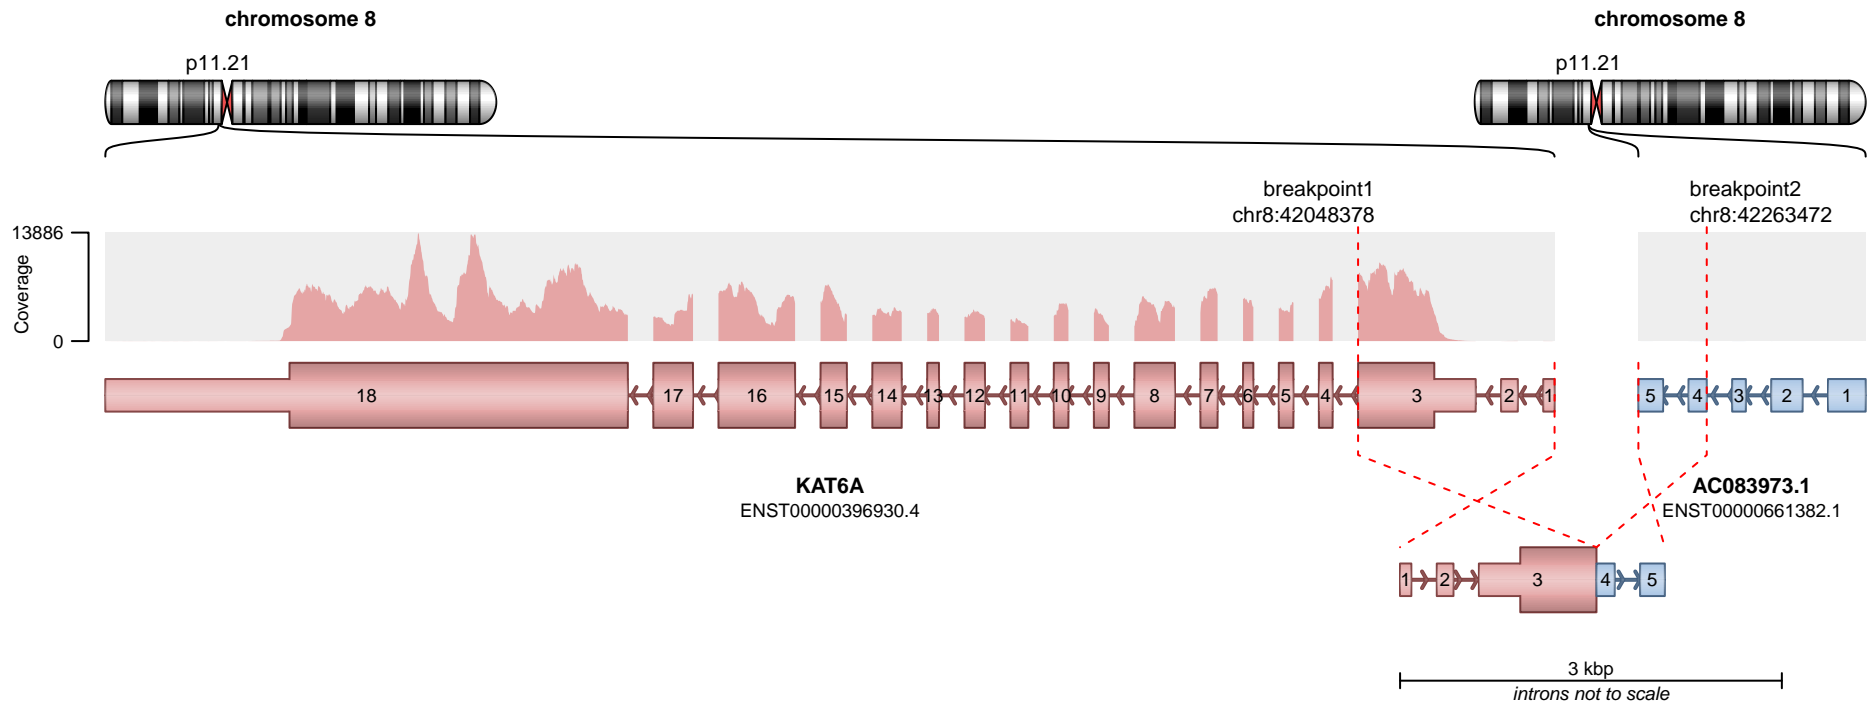 chromosome 8
chromosome 8
p11.21
p11.21
breakpoint1
chr8:42048378
breakpoint2
chr8:42263472
13886
Coverage
0
18 17 16 15 14 13 12 11 10 9 8 7 6 5 4 3 2 1
5 4 3 2 1
KAT6A
ENST00000396930.4
AC083973.1
ENST00000661382.1
1 2 3 4 5
3 kbp
introns not to scale